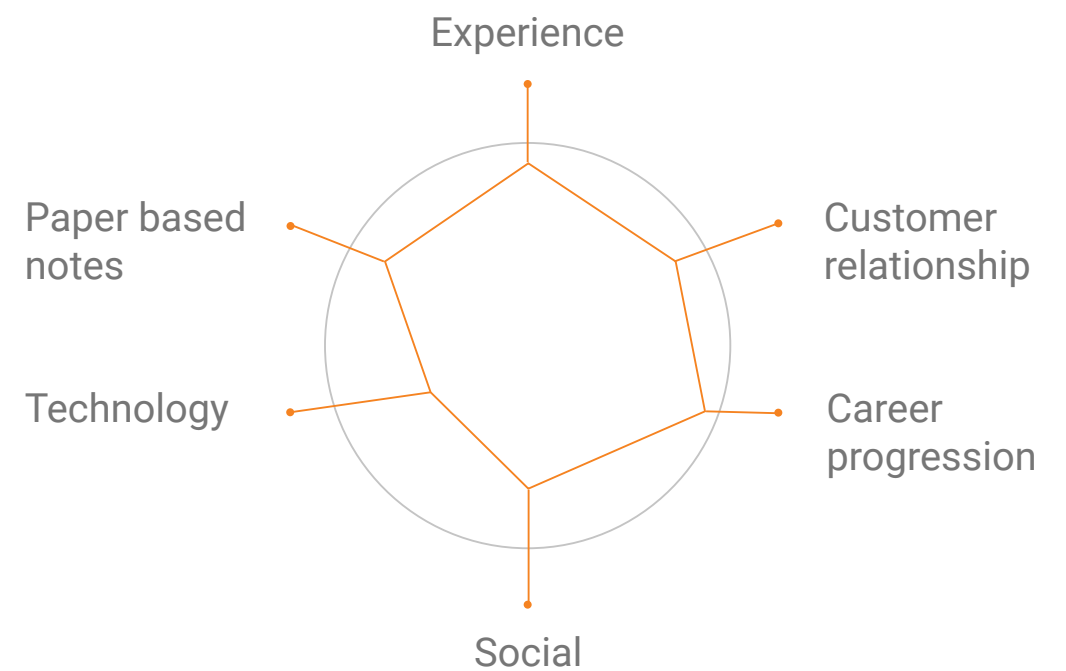 Experience
Paper based
notes
Customer
relationship
Technology
Career
progression
Social